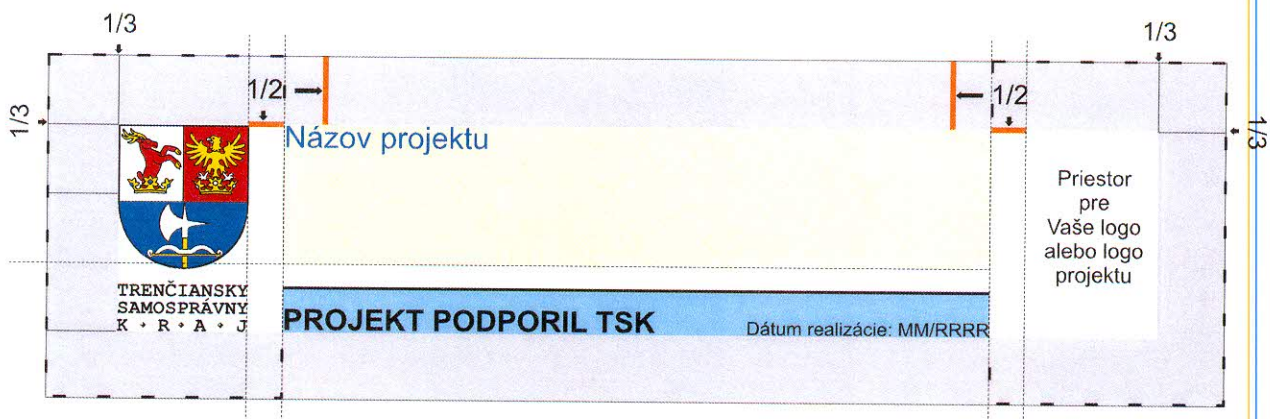 1/3
1/3
1/2
1/2
1/3
1/3
Názov projektu
Priestor
pre
Vaše logo
alebo logo
projektu
TRENČIANSKY
SAMOSPRÁVNY
K • R • A • J
PROJEKT PODPORIL TSK
Dátum realizácie: MM/RRRR